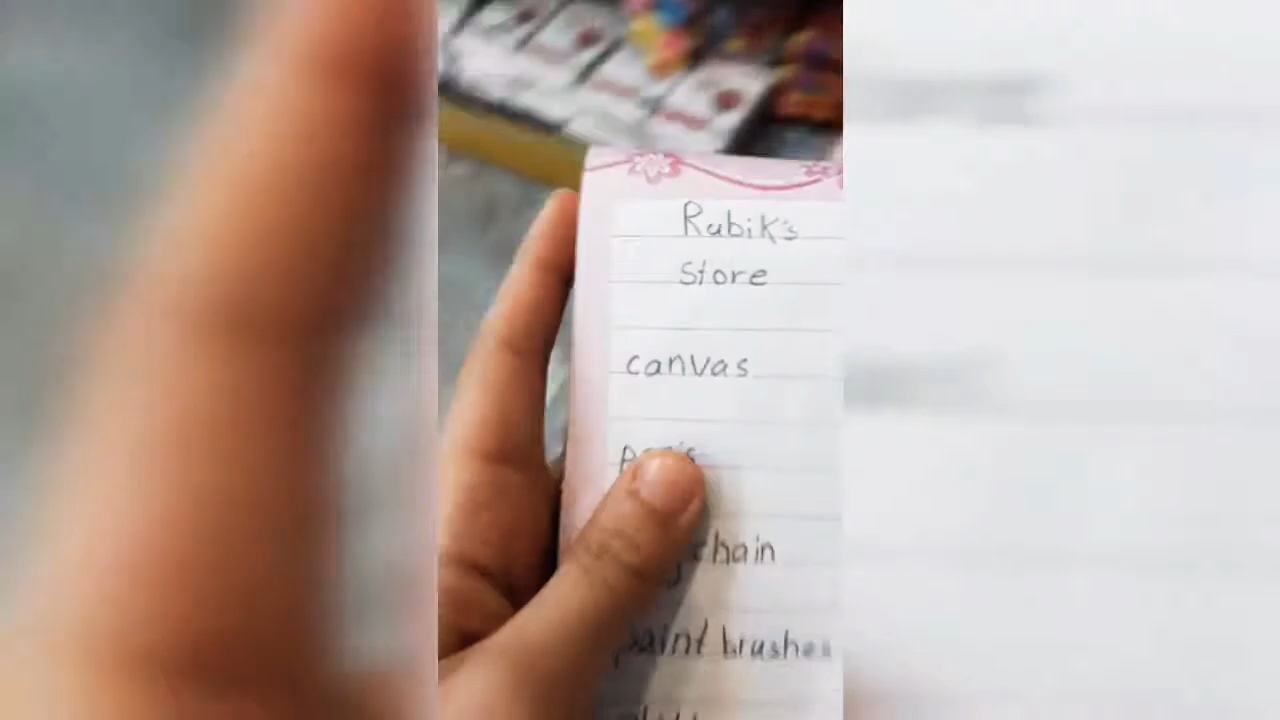 Rubik's
Store
canvas
chain
paint brushes